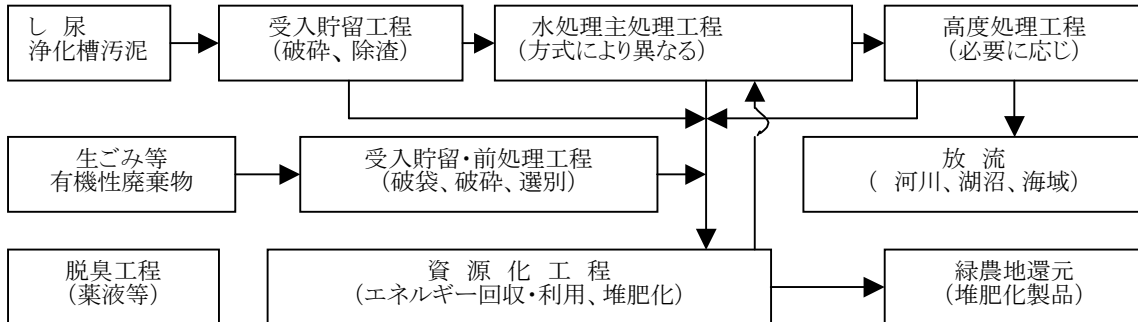 し 尿
浄化槽汚泥
受入貯留工程
(破砕、除渣)
水処理主処理工程
(方式により異なる)
高度処理工程
(必要に応じ)
生ごみ等
有機性廃棄物
受入貯留・前処理工程
(破袋、破砕、選別)
放 流
( 河川、湖沼、海域)
脱臭工程
(薬液等)
資 源 化 工 程
(エネルギー回収・利用、堆肥化)
緑農地還元
(堆肥化製品)